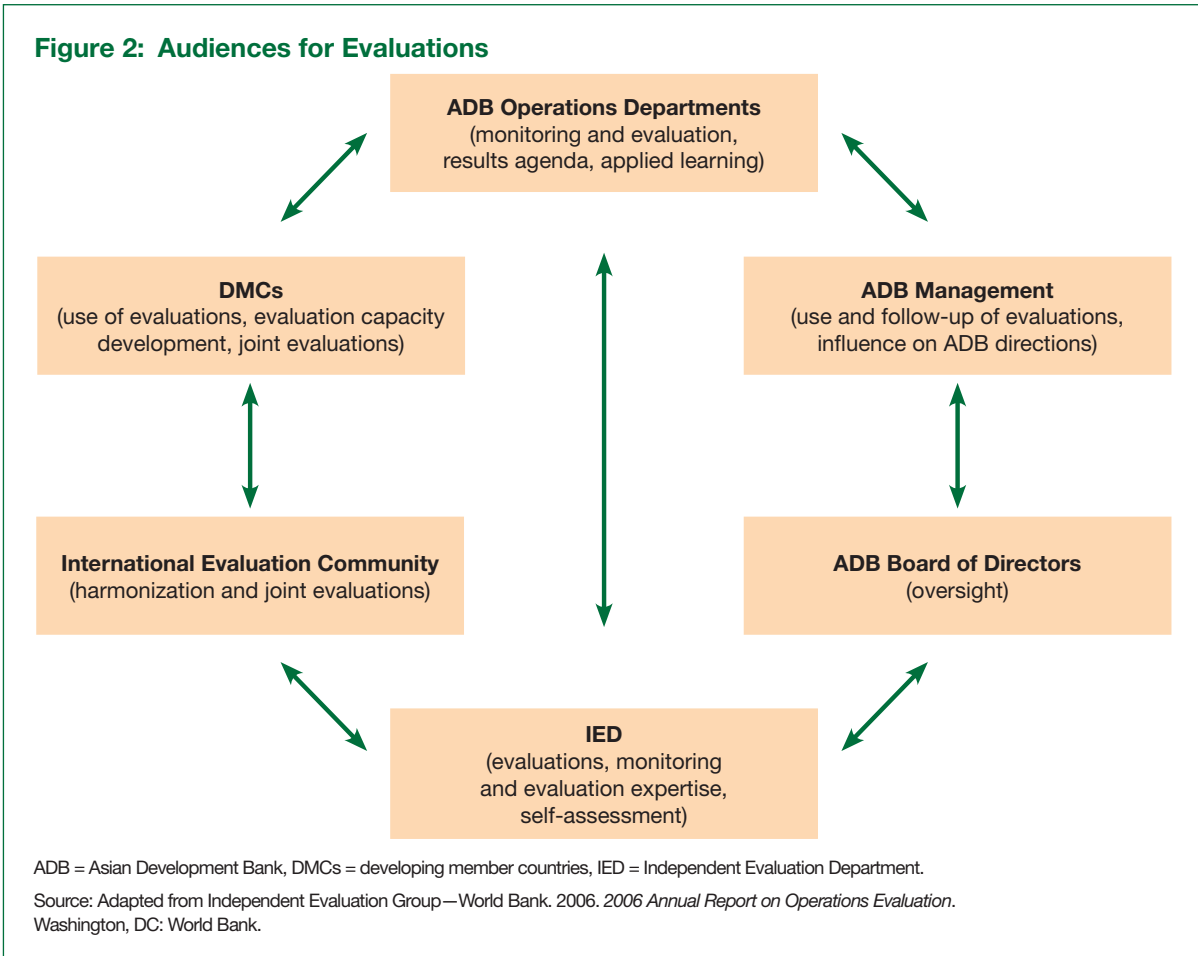 Figure 2: Audiences for Evaluations
ADB Operations Departments
(monitoring and evaluation,
results agenda, applied learning)
DMCs
(use of evaluations, evaluation capacity
development, joint evaluations)
ADB Management
(use and follow-up of evaluations,
influence on ADB directions)
International Evaluation Community
(harmonization and joint evaluations)
ADB Board of Directors
(oversight)
IED
(evaluations, monitoring
and evaluation expertise,
self-assessment)
ADB = Asian Development Bank, DMCs = developing member countries, IED = Independent Evaluation Department.
Source: Adapted from Independent Evaluation Group—World Bank. 2006. 2006 Annual Report on Operations Evaluation.
Washington, DC: World Bank.